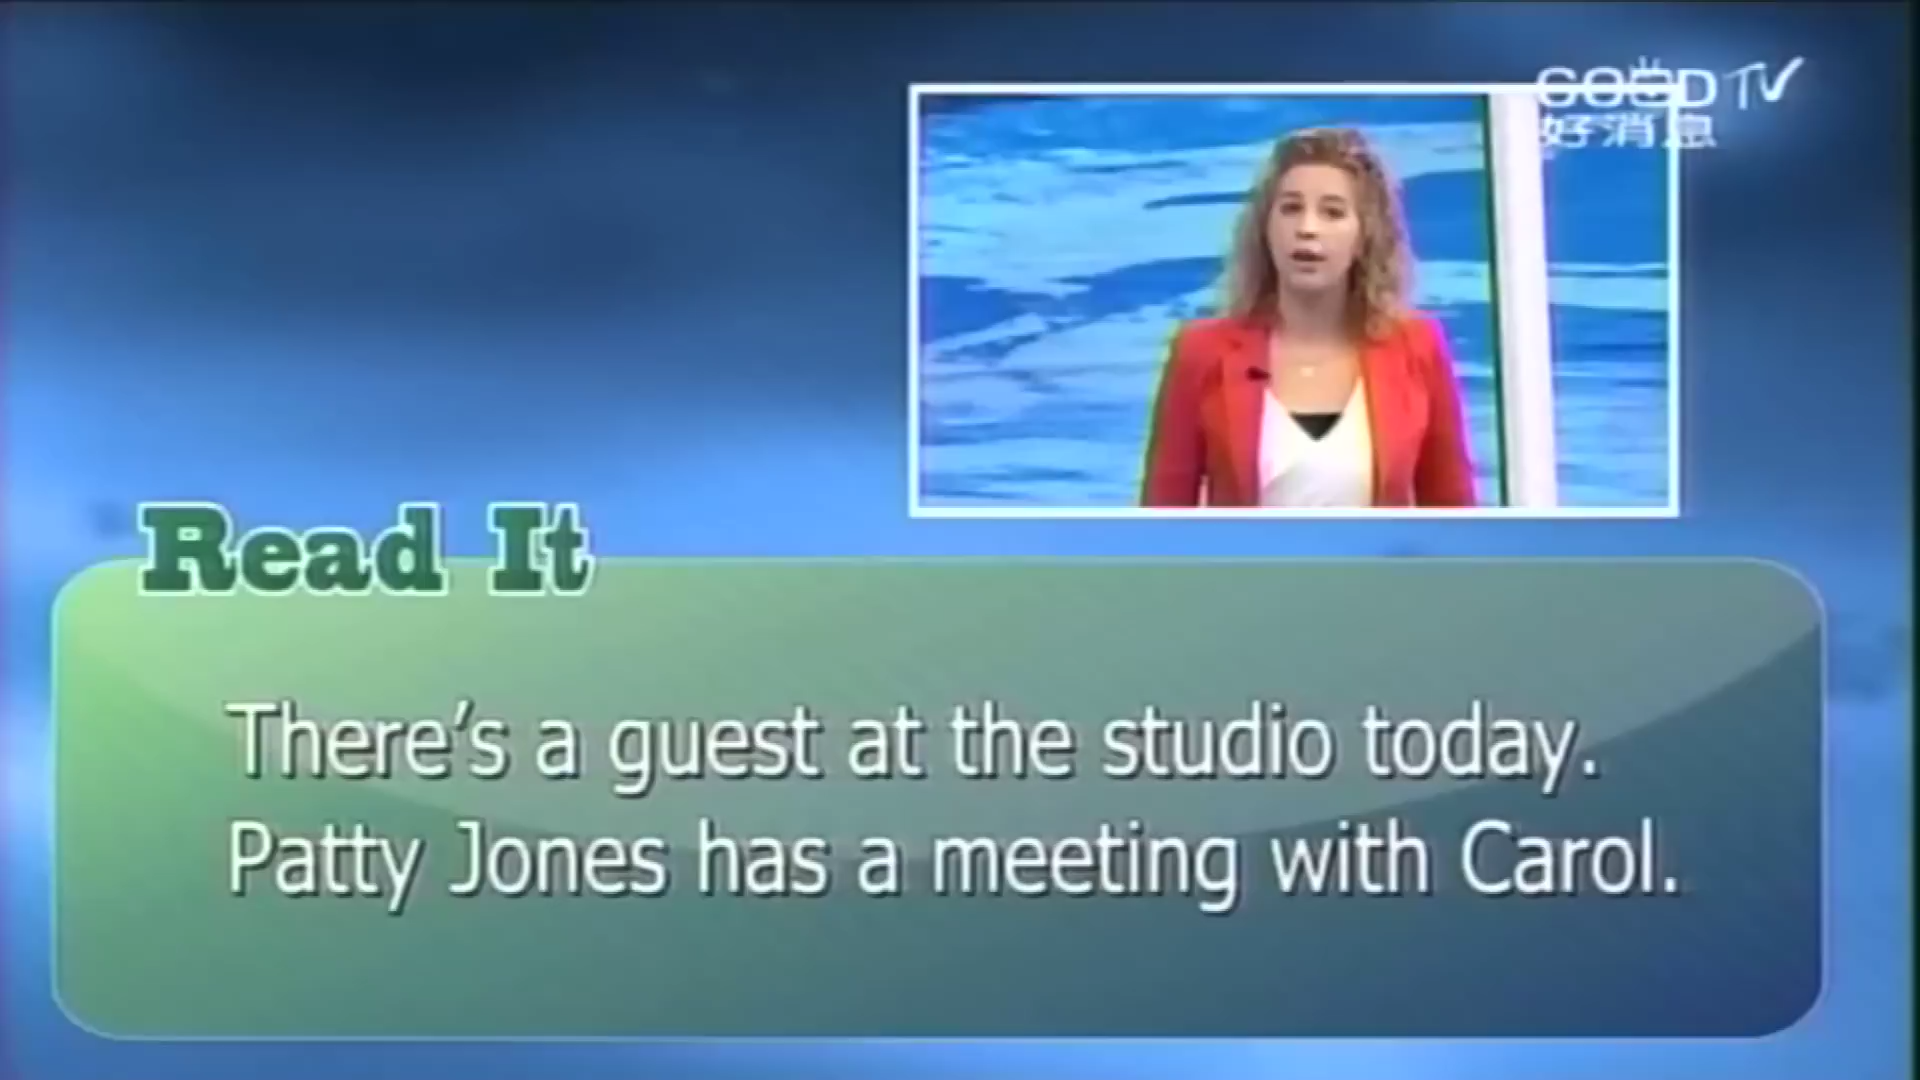 GOOD TV
好消息
Read It
There's a guest at the studio today.
Patty Jones has a meeting with Carol.